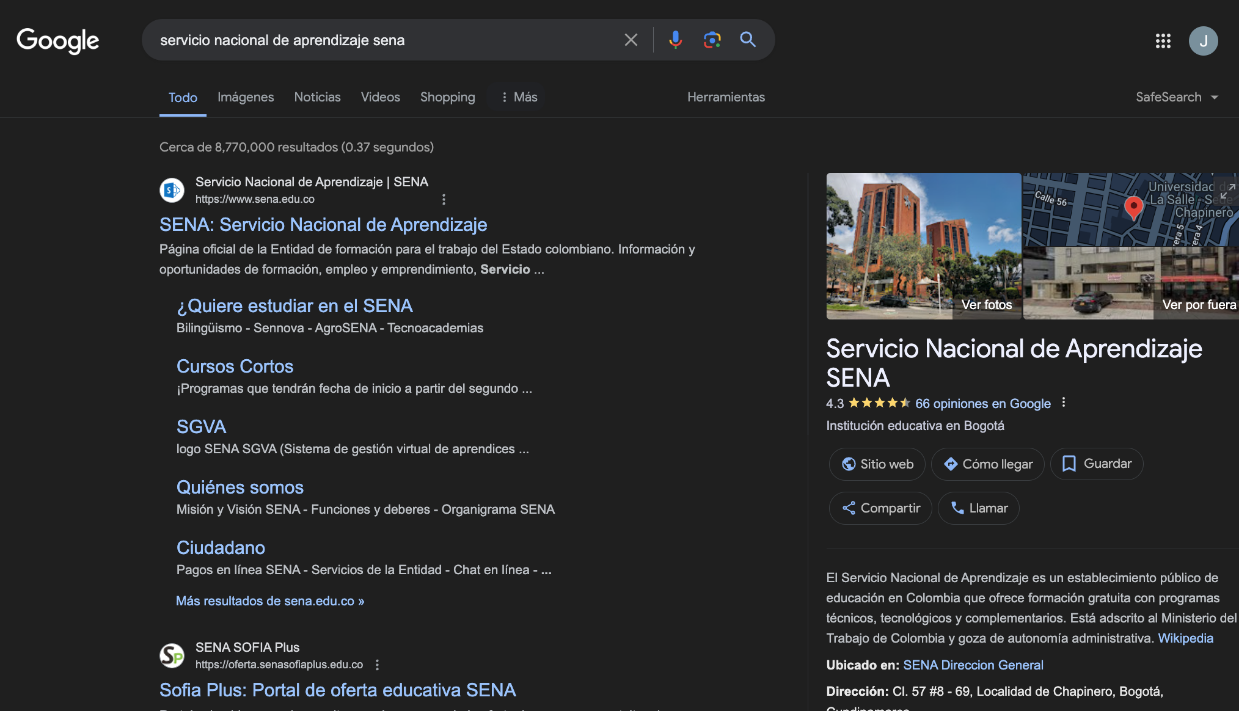 Google
servicio nacional de aprendizaje sena
J
Todo
Imágenes
Noticias
Videos
Shopping
Más
Herramientas
SafeSearch
Cerca de 8,770,000 resultados (0.37 segundos)
Servicio Nacional de Aprendizaje | SENA
https://www.sena.edu.co
SENA: Servicio Nacional de Aprendizaje
Página oficial de la Entidad de formación para el trabajo del Estado colombiano. Información y
oportunidades de formación, empleo y emprendimiento, Servicio ...
¿Quiere estudiar en el SENA
Bilingüismo - Sennova - AgroSENA - Tecnoacademias
Cursos Cortos
¡Programas que tendrán fecha de inicio a partir del segundo ...
SGVA
logo SENA SGVA (Sistema de gestión virtual de aprendices ...
Quiénes somos
Misión y Visión SENA - Funciones y deberes - Organigrama SENA
Ciudadano
Pagos en línea SENA - Servicios de la Entidad - Chat en línea - ...
Más resultados de sena.edu.co »
SENA SOFIA Plus
https://oferta.senasofiaplus.edu.co
Sofia Plus: Portal de oferta educativa SENA
Calle 56
Universidad de
La Salle - Se
Chapinero
Ver fotos
Ver por fuera
Servicio Nacional de Aprendizaje
SENA
4.3 66 opiniones en Google
Institución educativa en Bogotá
Sitio web
Cómo llegar
Guardar
Compartir
Llamar
El Servicio Nacional de Aprendizaje es un establecimiento público de
educación en Colombia que ofrece formación gratuita con programas
técnicos, tecnológicos y complementarios. Está adscrito al Ministerio del
Trabajo de Colombia y goza de autonomía administrativa. Wikipedia
Ubicado en: SENA Direccion General
Dirección: Cl. 57 #8 - 69, Localidad de Chapinero, Bogotá,
Cundinamarca